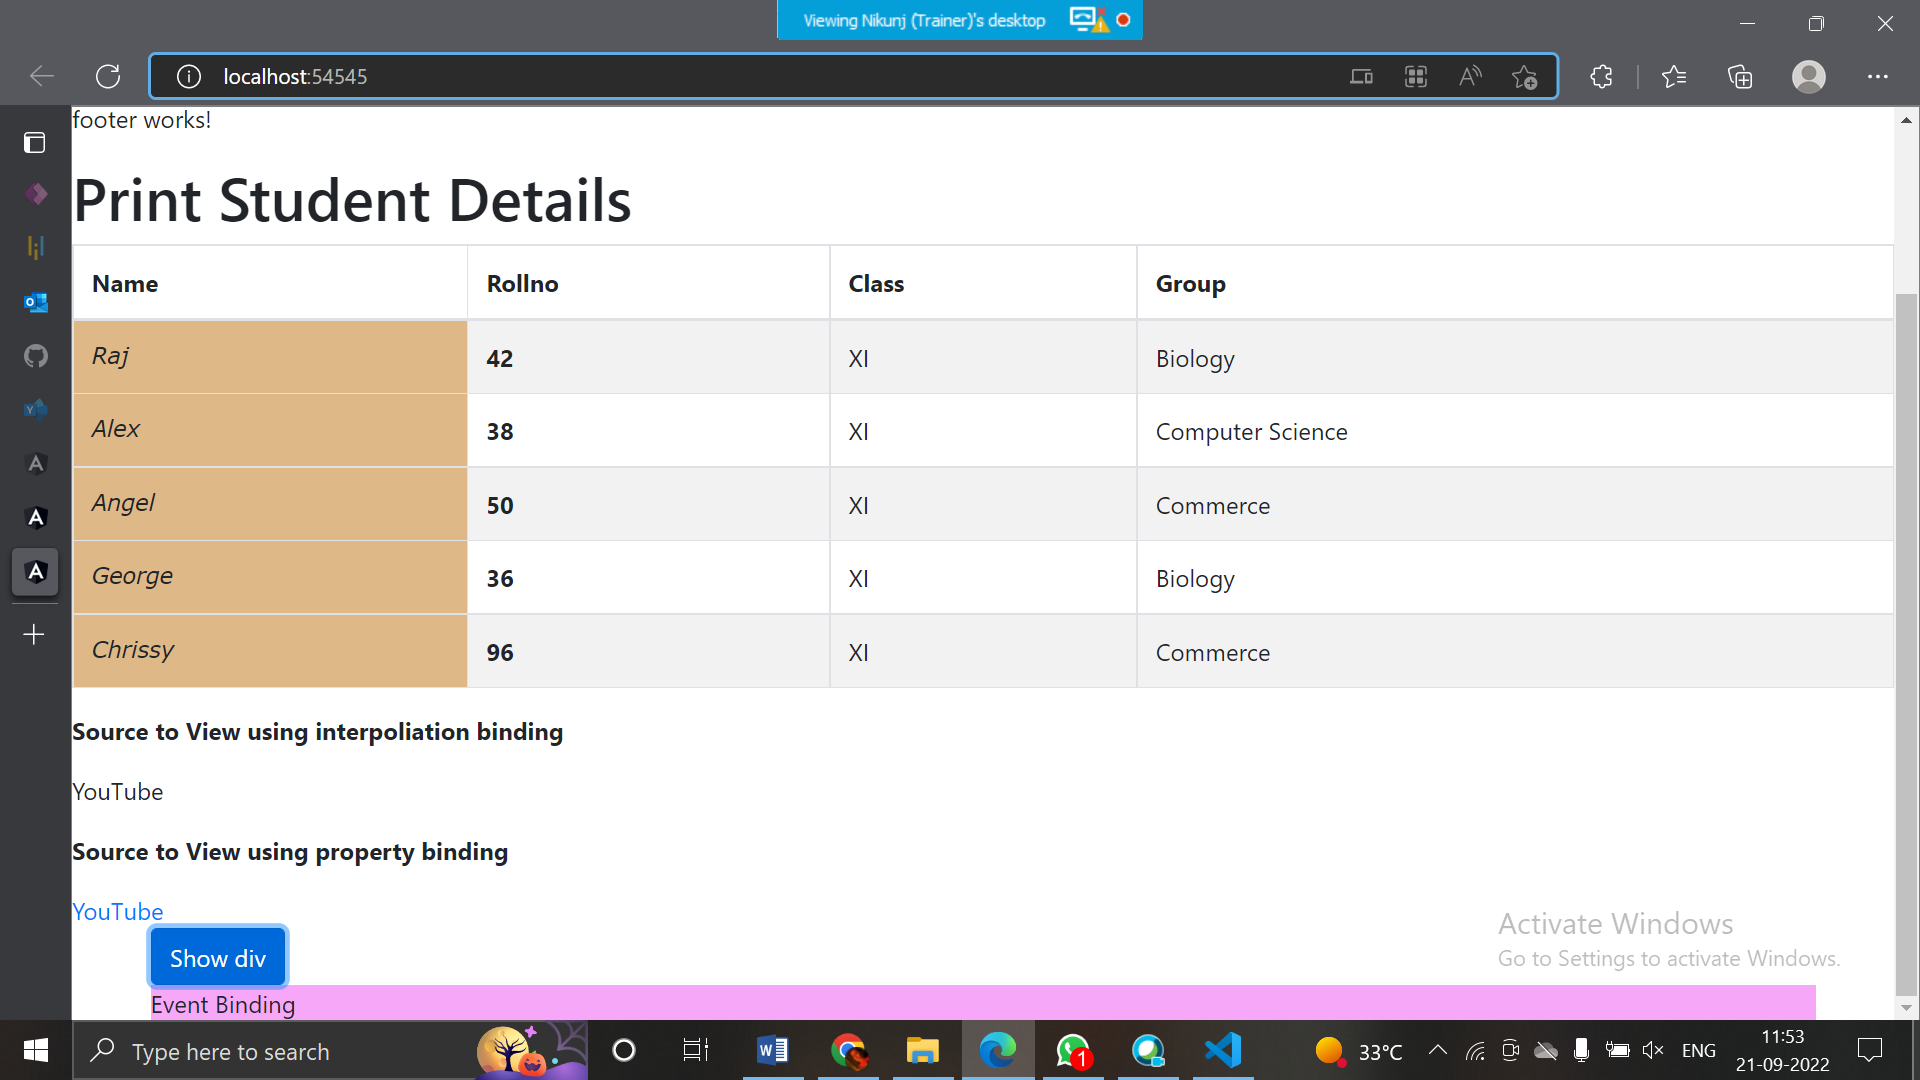 Viewing Nikunj (Trainer)'s desktop
localhost:54545
footer works!
Print Student Details
Name Rollno Class Group
Raj 42 XI Biology
Alex 38 XI Computer Science
Angel 50 XI Commerce
George 36 XI Biology
Chrissy 96 XI Commerce
Source to View using interpoliation binding
YouTube
Source to View using property binding
YouTube
Show div
Event Binding
Activate Windows
Go to Settings to activate Windows.
Type here to search
1
33°C
ENG
11:53
21-09-2022